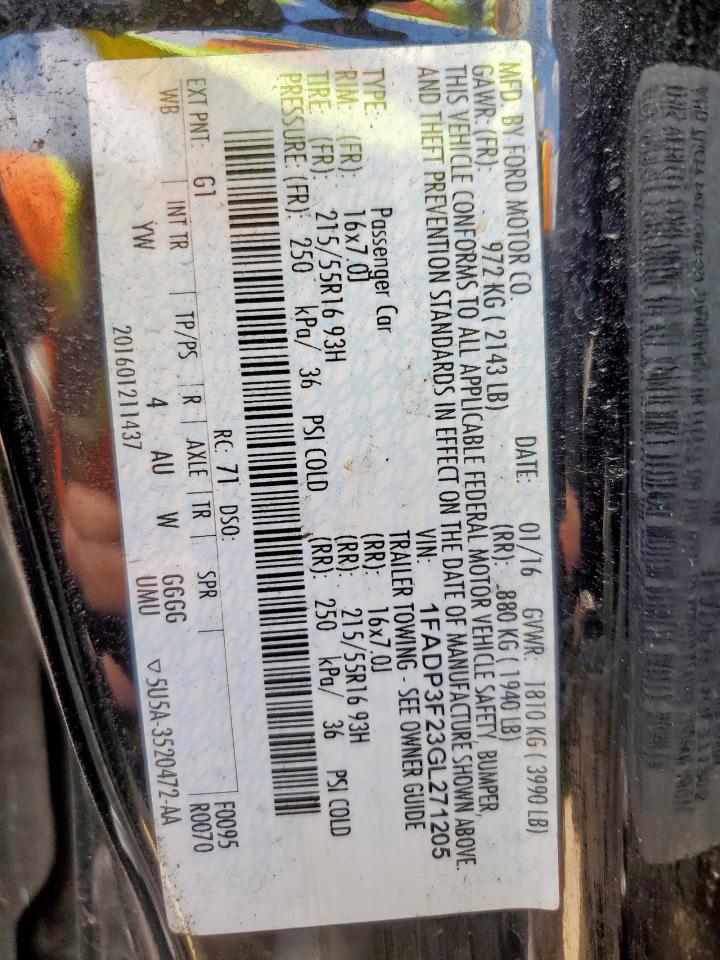 MFD. BY FORD MOTOR CO. DATE: 01/16 GVWR: 1810 KG ( 3990 LB)
GAWR: (FR): 972 KG ( 2143 LB) (RR): 880 KG ( 1940 LB)
THIS VEHICLE CONFORMS TO ALL APPLICABLE FEDERAL MOTOR VEHICLE SAFETY, BUMPER,
AND THEFT PREVENTION STANDARDS IN EFFECT ON THE DATE OF MANUFACTURE SHOWN ABOVE.
VIN: 1FADP3F23GL271205
TYPE: Passenger Car TRAILER TOWING - SEE OWNER GUIDE
RIM: (FR): 16x7.0J (RR): 16x7.0J
TIRE: (FR): 215/55R16 93H (RR): 215/55R16 93H
PRESSURE: (FR): 250 kPa/ 36 PSI COLD (RR): 250 kPa/ 36 PSI COLD
EXT PNT: G1 RC: 71 DSO: F0095
WB INT TR TP/PS R AXLE TR SPR R0070
YW 4 AU W GGGG
UMU
201601211437 ▽5U5A-3520472-AA